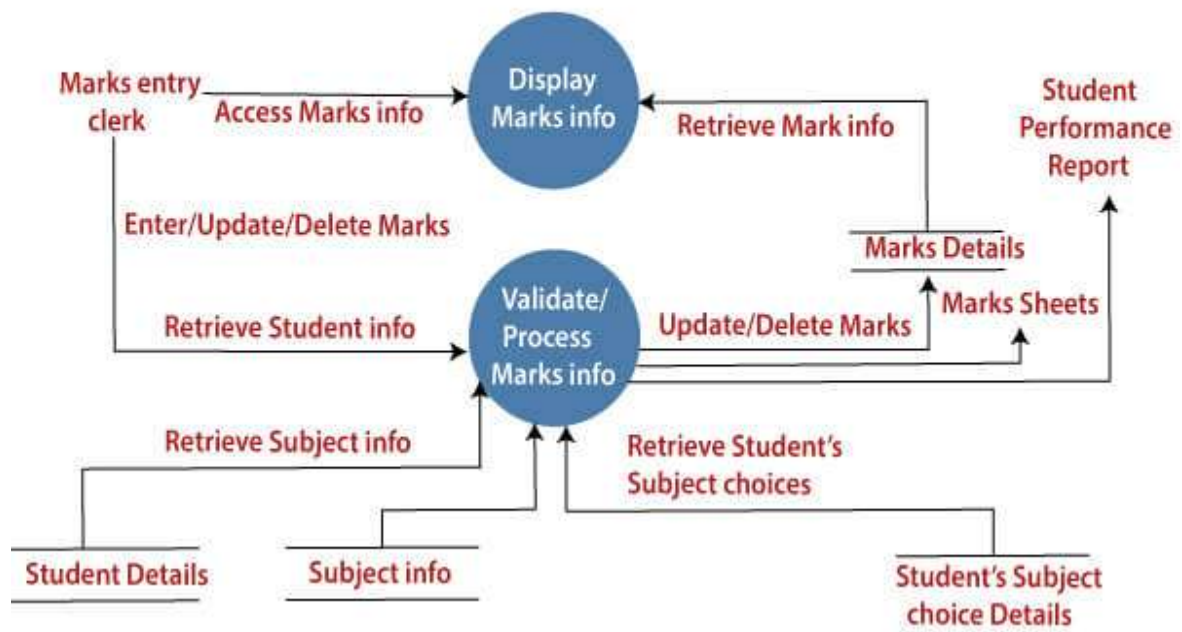 Marks entry
clerk
Access Marks info
Display
Marks info
Retrieve Mark info
Student
Performance
Report
Enter/Update/Delete Marks
Marks Details
Validate/
Process
Marks info
Retrieve Student info
Update/Delete Marks
Marks Sheets
Retrieve Subject info
Retrieve Student’s
Subject choices
Student Details
Subject info
Student’s Subject
choice Details